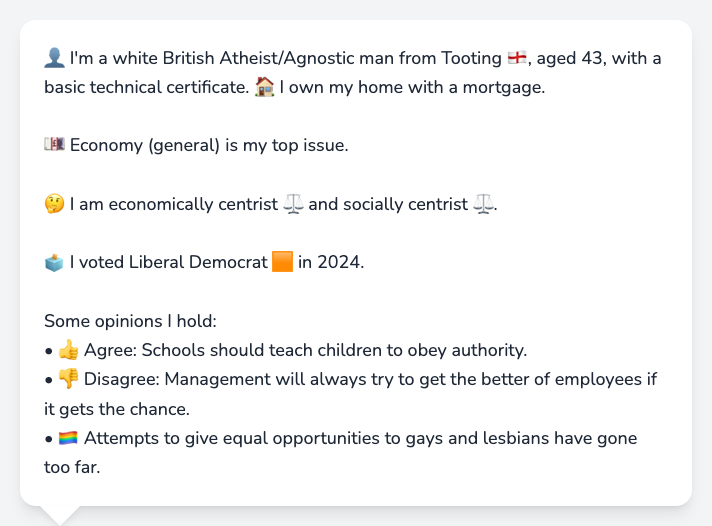 👤 I'm a white British Atheist/Agnostic man from Tooting 🏴󠁧󠁢󠁥󠁮󠁧󠁿, aged 43, with a
basic technical certificate. 🏠 I own my home with a mortgage.
💷 Economy (general) is my top issue.
🤔 I am economically centrist ⚖️ and socially centrist ⚖️.
🗳️ I voted Liberal Democrat 🟧 in 2024.
Some opinions I hold:
• 👍 Agree: Schools should teach children to obey authority.
• 👎 Disagree: Management will always try to get the better of employees if
it gets the chance.
• 🏳️‍🌈 Attempts to give equal opportunities to gays and lesbians have gone
too far.